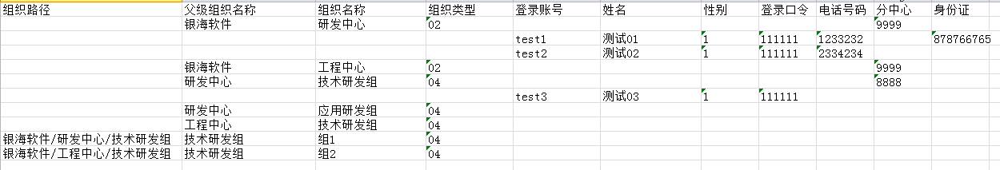 组织路径 父级组织名称 组织名称 组织类型 登录账号 姓名 性别 登录口令 电话号码 分中心 身份证
银海软件 研发中心 02 9999
test1 测试01 1 111111 1233232 878766765
test2 测试02 1 111111 2334234
银海软件 工程中心 02 9999
研发中心 技术研发组 04 8888
test3 测试03 1 111111
研发中心 应用研发组 04
工程中心 技术研发组 04
银海软件/研发中心/技术研发组 技术研发组 组1 04
银海软件/工程中心/技术研发组 技术研发组 组2 04